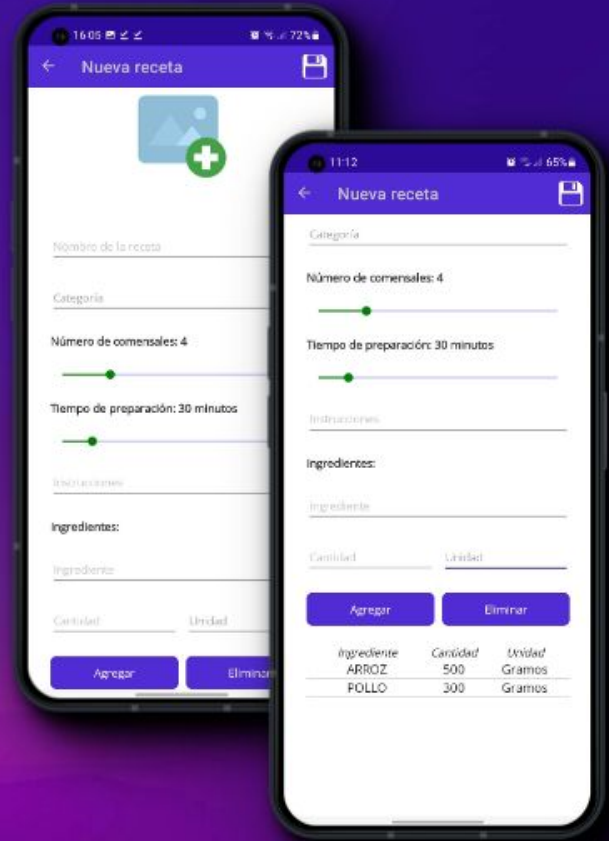 16:05
72%
Nueva receta
Nombre de la receta
Categoría
Número de comensales: 4
Tiempo de preparación: 30 minutos
Instrucciones
Ingredientes:
Ingrediente
Cantidad Unidad
Agregar Eliminar
11:12
65%
Nueva receta
Categoría
Número de comensales: 4
Tiempo de preparación: 30 minutos
Instrucciones
Ingredientes:
Ingrediente
Cantidad Unidad
Agregar Eliminar
Ingrediente Cantidad Unidad
ARROZ 500 Gramos
POLLO 300 Gramos